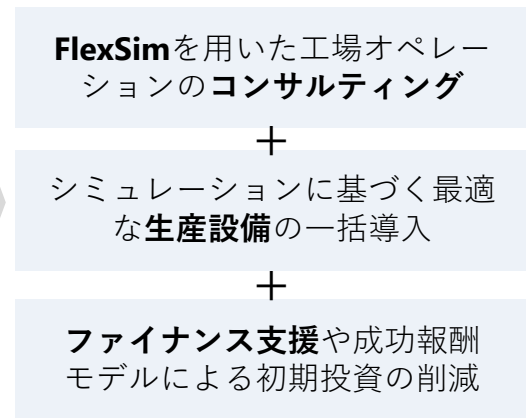 FlexSimを用いた工場オペレー
ションのコンサルティング
＋
シミュレーションに基づく最適
な生産設備の一括導入
＋
ファイナンス支援や成功報酬
モデルによる初期投資の削減